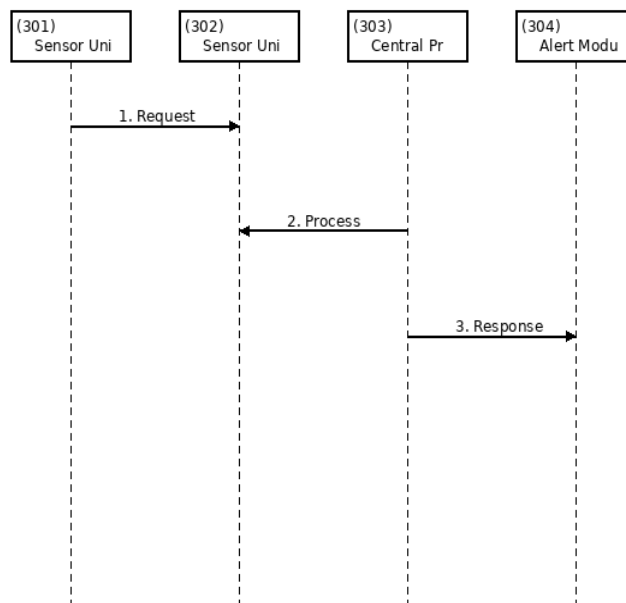 (301)
Sensor Uni
(302)
Sensor Uni
(303)
Central Pr
(304)
Alert Modu
1. Request
2. Process
3. Response